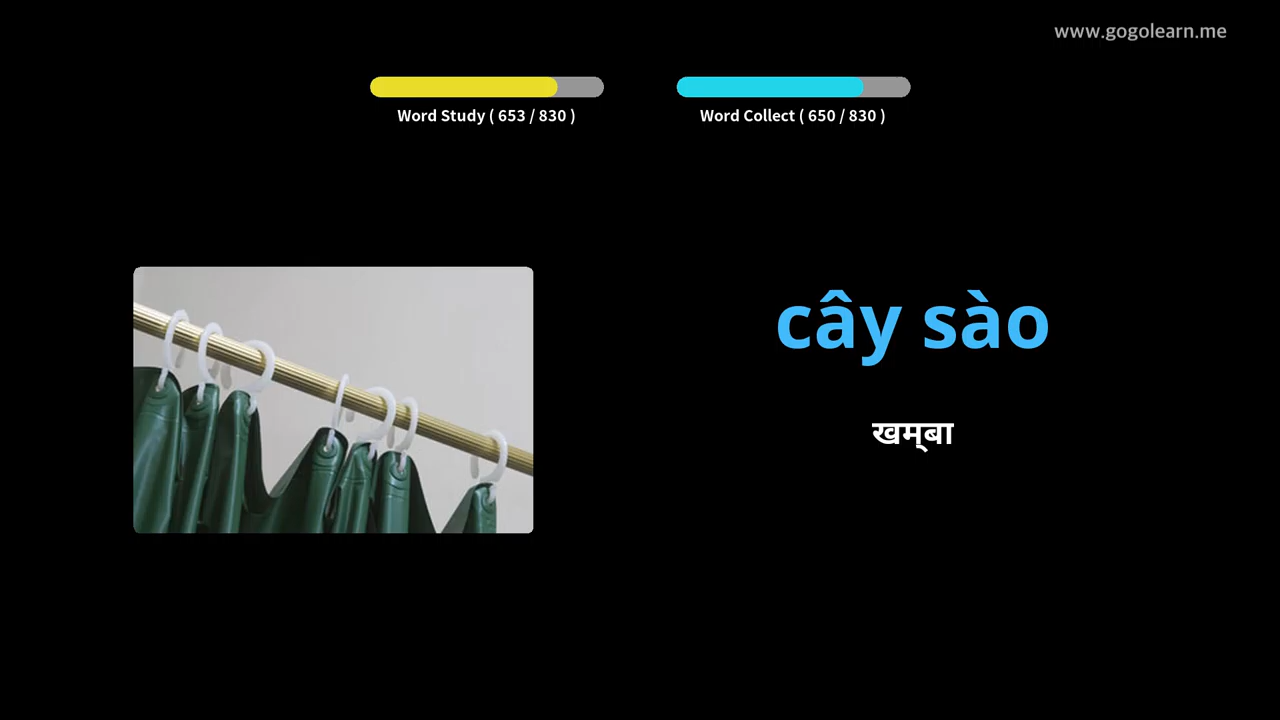 www.gogolearn.me
Word Study ( 653 / 830 )
Word Collect ( 650 / 830 )
cây sào
खम्‌बा